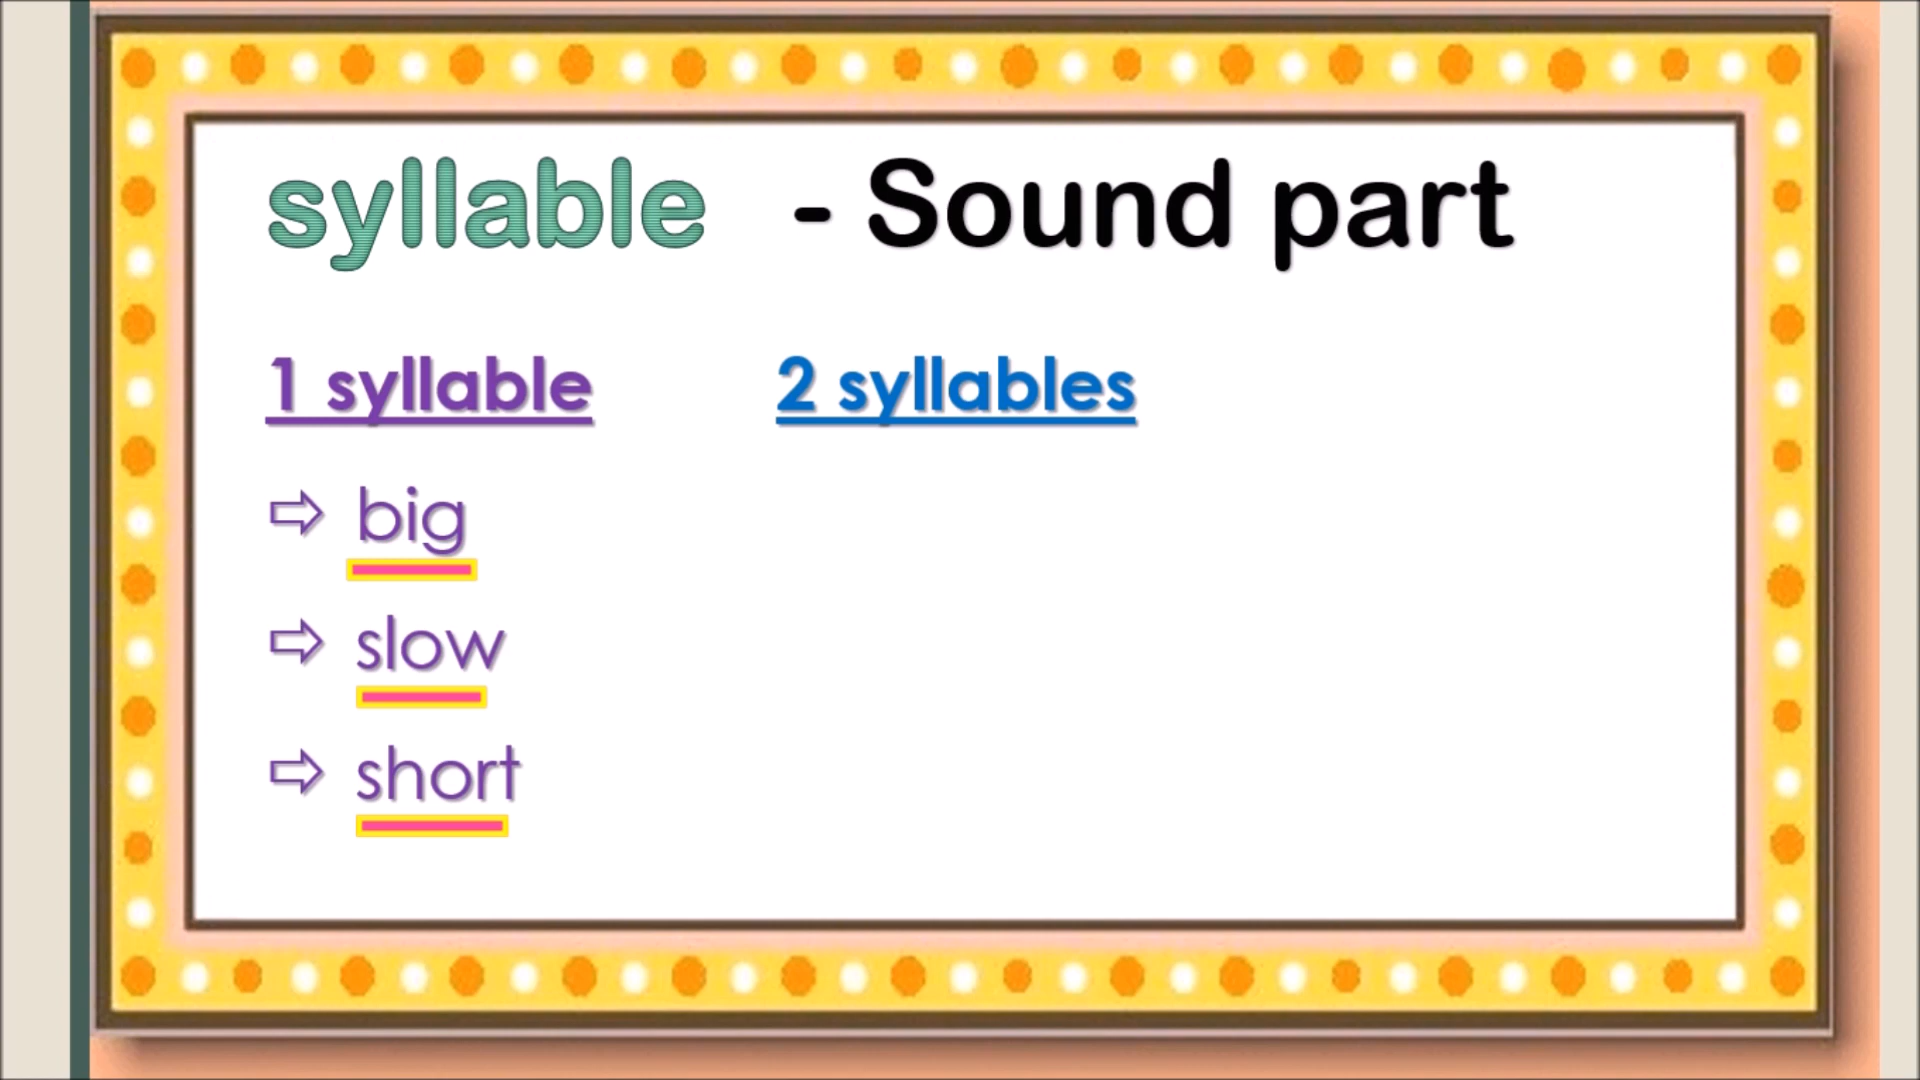 syllable - Sound part
1 syllable 2 syllables
⇨ big
⇨ slow
⇨ short